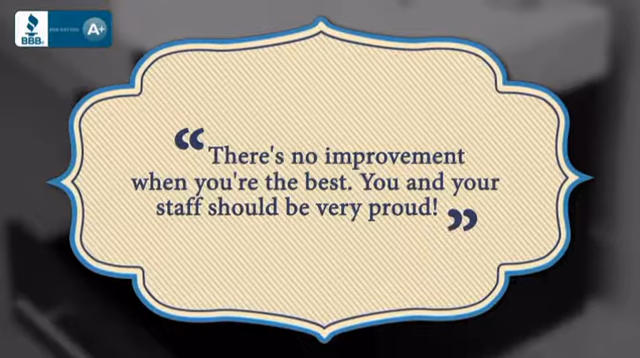 BBB.
A+
“There's no improvement
when you're the best. You and your
staff should be very proud!”